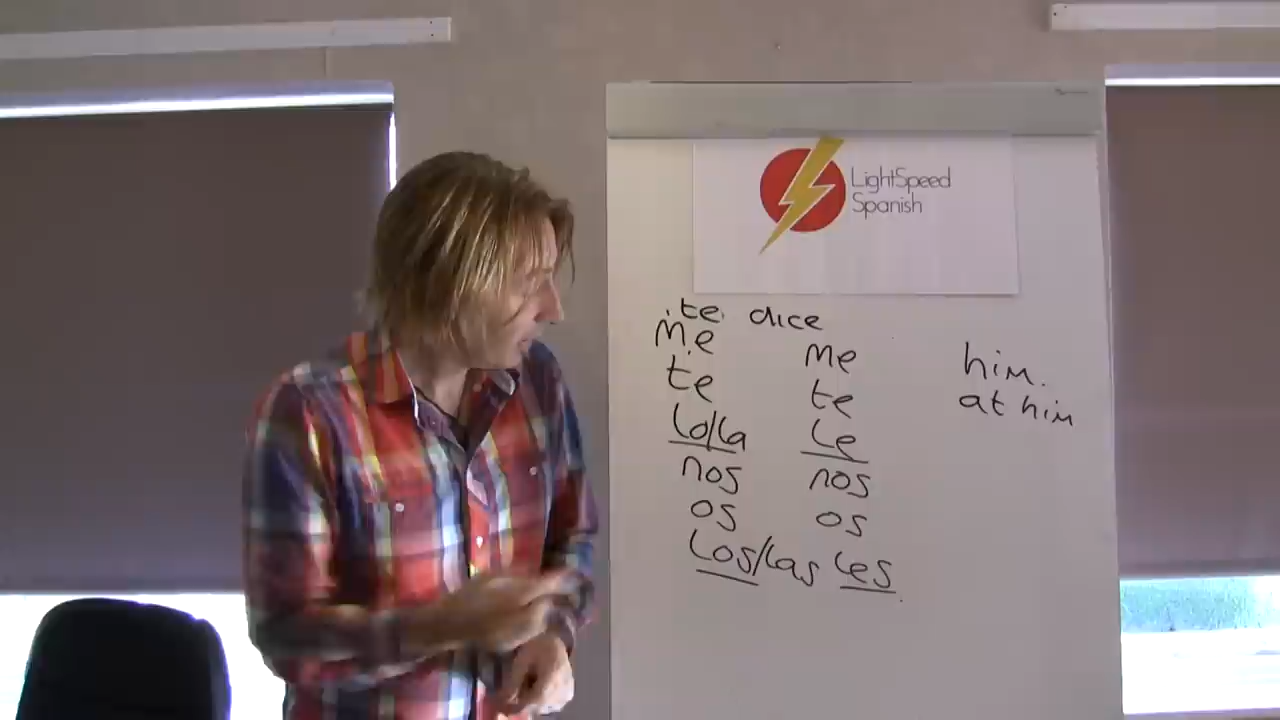 LightSpeed
Spanish
te dice
me me him.
te te at him
lo/la le
nos nos
os os
los/las les